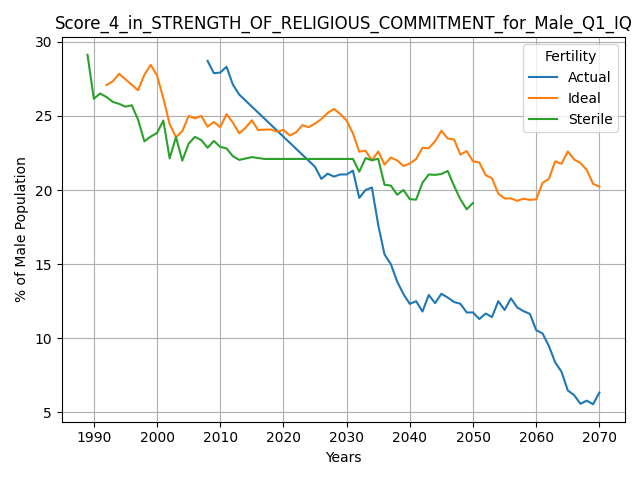 Score_4_in_STRENGTH_OF_RELIGIOUS_COMMITMENT_for_Male_Q1_IQ
30
25
20
15
10
5
% of Male Population
Fertility
Actual
Ideal
Sterile
1990 2000 2010 2020 2030 2040 2050 2060 2070
Years